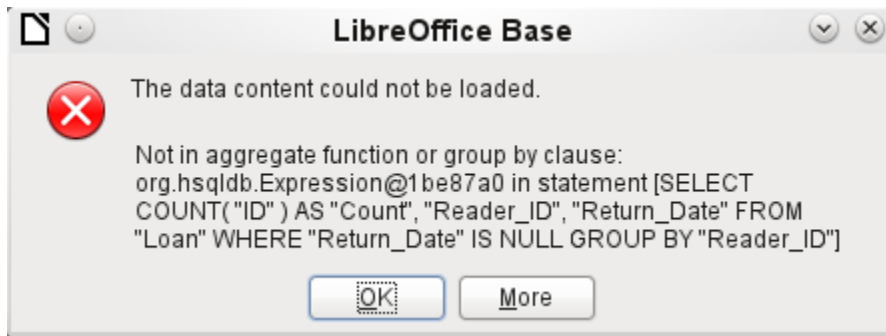 LibreOffice Base
The data content could not be loaded.
Not in aggregate function or group by clause:
org.hsqldb.Expression@1be87a0 in statement [SELECT
COUNT( "ID" ) AS "Count", "Reader_ID", "Return_Date" FROM
"Loan" WHERE "Return_Date" IS NULL GROUP BY "Reader_ID"]
OK More